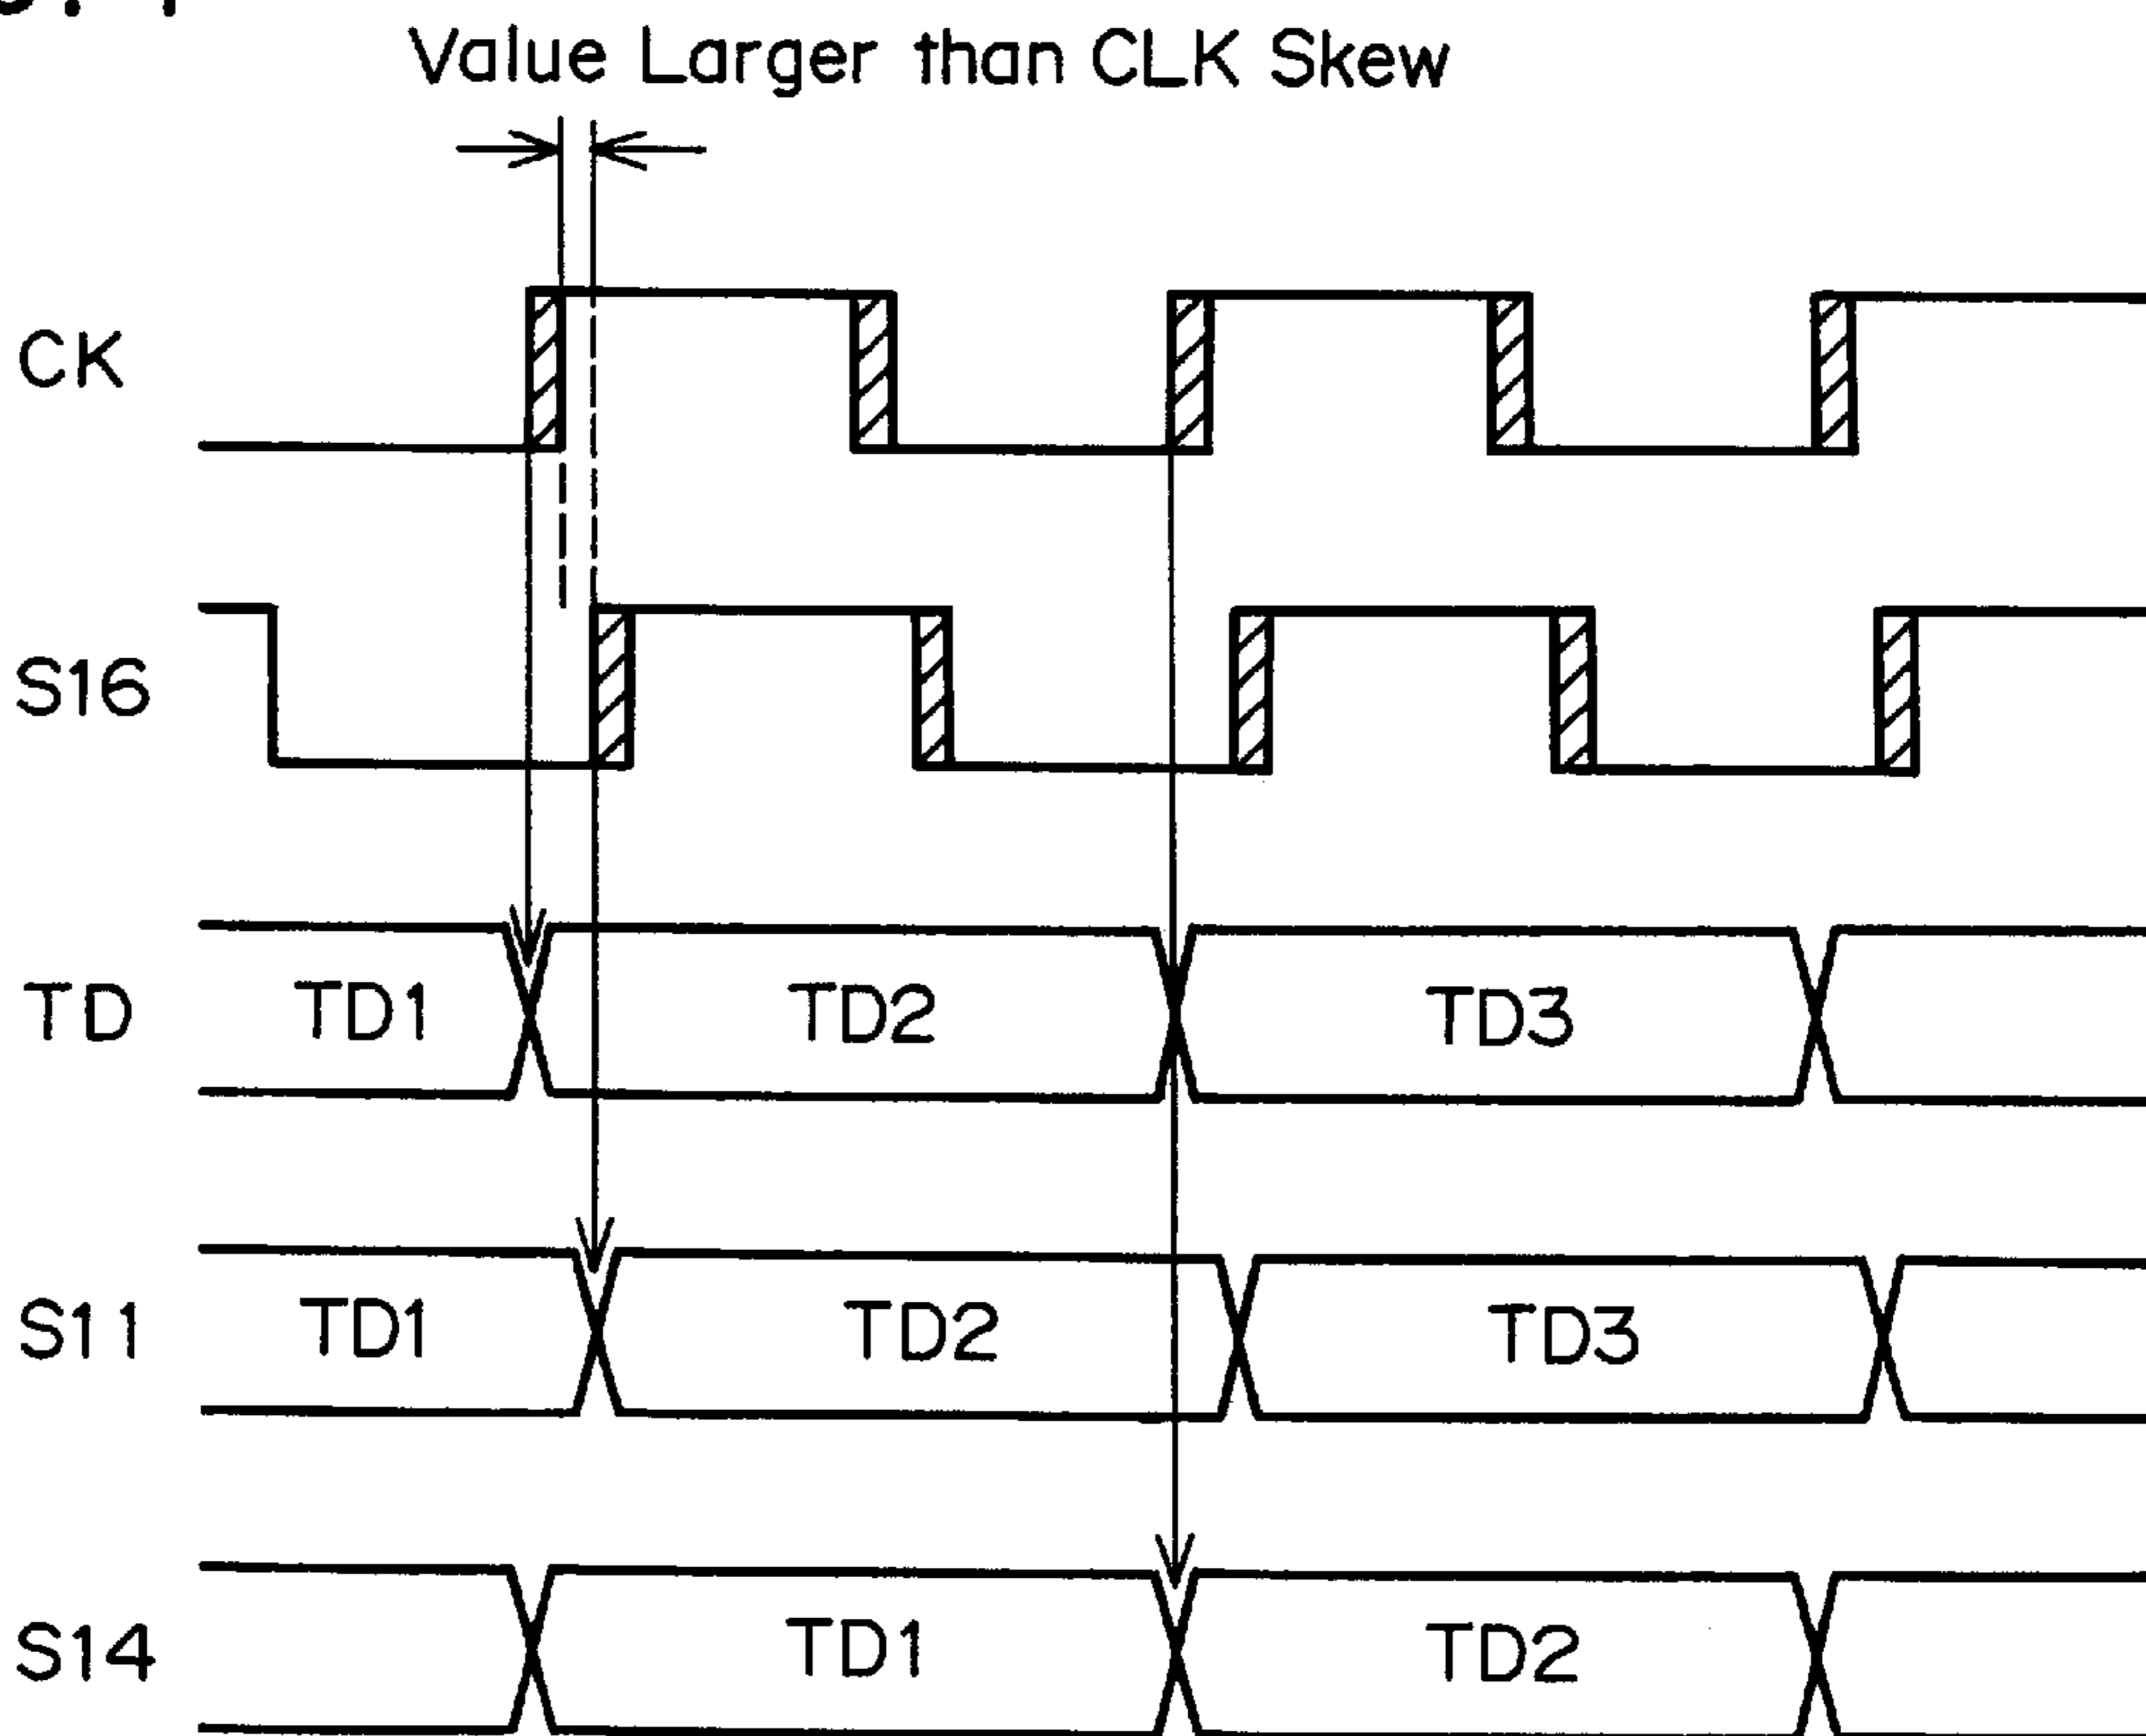 Value Larger than CLK Skew
CK
S16
TD TD1 TD2 TD3
S11 TD1 TD2 TD3
S14 TD1 TD2